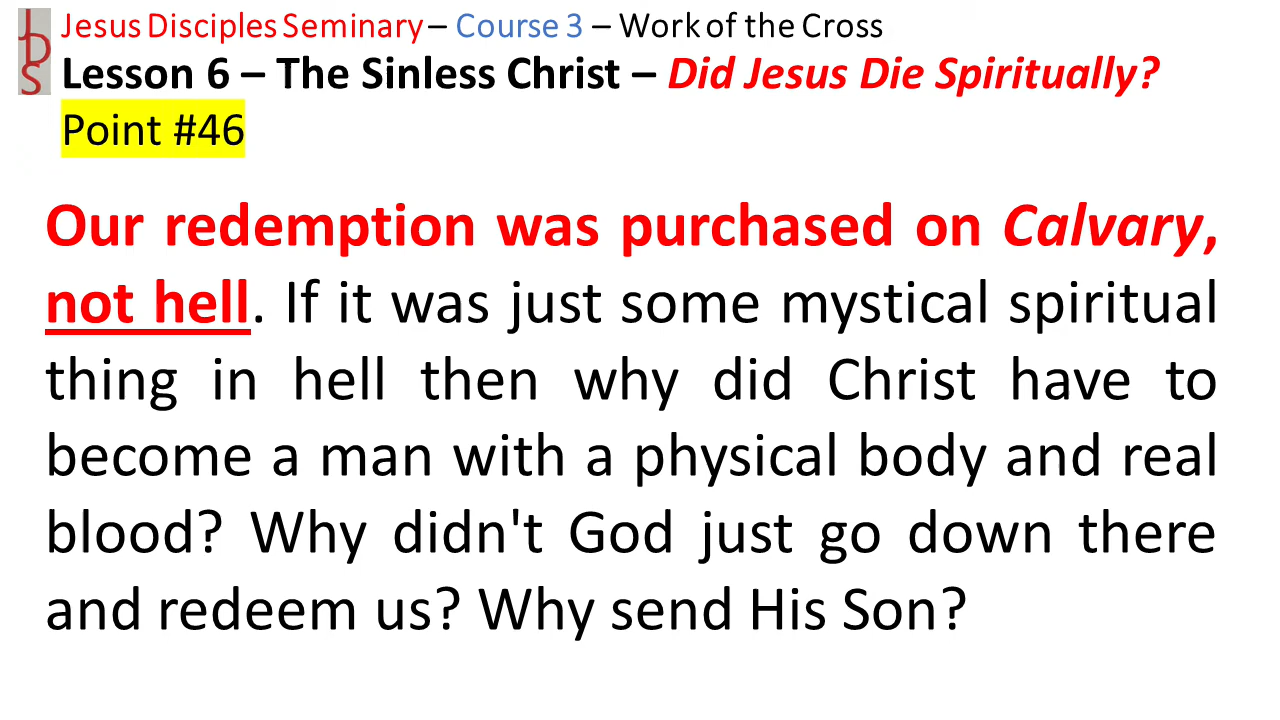 JDS
Jesus Disciples Seminary – Course 3 – Work of the Cross
Lesson 6 – The Sinless Christ – Did Jesus Die Spiritually?
Point #46
Our redemption was purchased on Calvary,
not hell. If it was just some mystical spiritual
thing in hell then why did Christ have to
become a man with a physical body and real
blood? Why didn't God just go down there
and redeem us? Why send His Son?